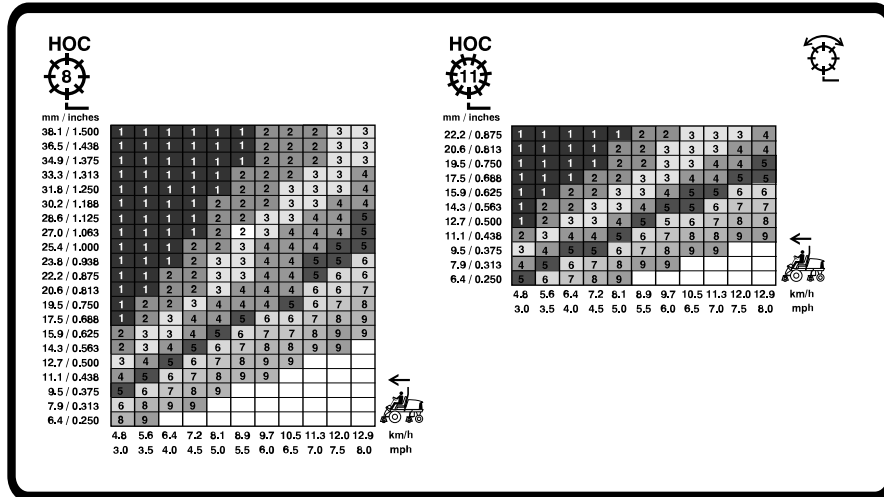 HOC
8
mm / inches
38.1 / 1.500 1 1 1 1 1 1 2 2 2 3 3
36.5 / 1.438 1 1 1 1 1 1 2 2 2 3 3
34.9 / 1.375 1 1 1 1 1 1 2 2 2 3 3
33.3 / 1.313 1 1 1 1 1 2 2 2 3 3 4
31.8 / 1.250 1 1 1 1 1 2 2 3 3 3 4
30.2 / 1.188 1 1 1 1 2 2 2 3 3 4 4
28.6 / 1.125 1 1 1 1 2 2 3 3 4 4 5
27.0 / 1.063 1 1 1 1 2 2 3 3 4 4 5
25.4 / 1.000 1 1 1 2 2 3 4 4 4 5 5
23.8 / 0.938 1 1 1 2 3 3 4 4 5 5 6
22.2 / 0.875 1 1 2 2 3 3 4 4 5 6 6
20.6 / 0.813 1 1 2 2 3 4 4 4 6 6 7
19.5 / 0.750 1 2 2 3 4 4 4 5 6 7 8
17.5 / 0.688 1 2 3 4 4 5 6 6 7 8 9
15.9 / 0.625 2 3 3 4 5 6 7 7 8 9 9
14.3 / 0.563 2 3 4 5 6 7 8 8 9 9
12.7 / 0.500 3 4 5 6 7 8 9 9
11.1 / 0.438 4 5 6 7 8 9 9
9.5 / 0.375 5 6 7 8 9
7.9 / 0.313 6 8 9 9
6.4 / 0.250 8 9
4.8 5.6 6.4 7.2 8.1 8.9 9.7 10.5 11.3 12.0 12.9 km/h
3.0 3.5 4.0 4.5 5.0 5.5 6.0 6.5 7.0 7.5 8.0 mph
HOC
11
mm / inches
22.2 / 0.875 1 1 1 1 1 2 2 3 3 3 4
20.6 / 0.813 1 1 1 1 2 2 3 3 3 4 4
19.5 / 0.750 1 1 1 1 2 2 3 3 4 4 5
17.5 / 0.688 1 1 1 2 2 3 3 4 4 5 5
15.9 / 0.625 1 1 2 2 3 3 4 5 5 6 6
14.3 / 0.563 1 2 2 3 3 4 5 5 6 7 7
12.7 / 0.500 1 2 3 3 4 5 5 6 7 8 8
11.1 / 0.438 2 3 4 4 5 6 7 8 8 9 9
9.5 / 0.375 3 4 5 5 6 7 8 9 9
7.9 / 0.313 4 5 6 7 8 9 9
6.4 / 0.250 5 6 7 8 9
4.8 5.6 6.4 7.2 8.1 8.9 9.7 10.5 11.3 12.0 12.9 km/h
3.0 3.5 4.0 4.5 5.0 5.5 6.0 6.5 7.0 7.5 8.0 mph